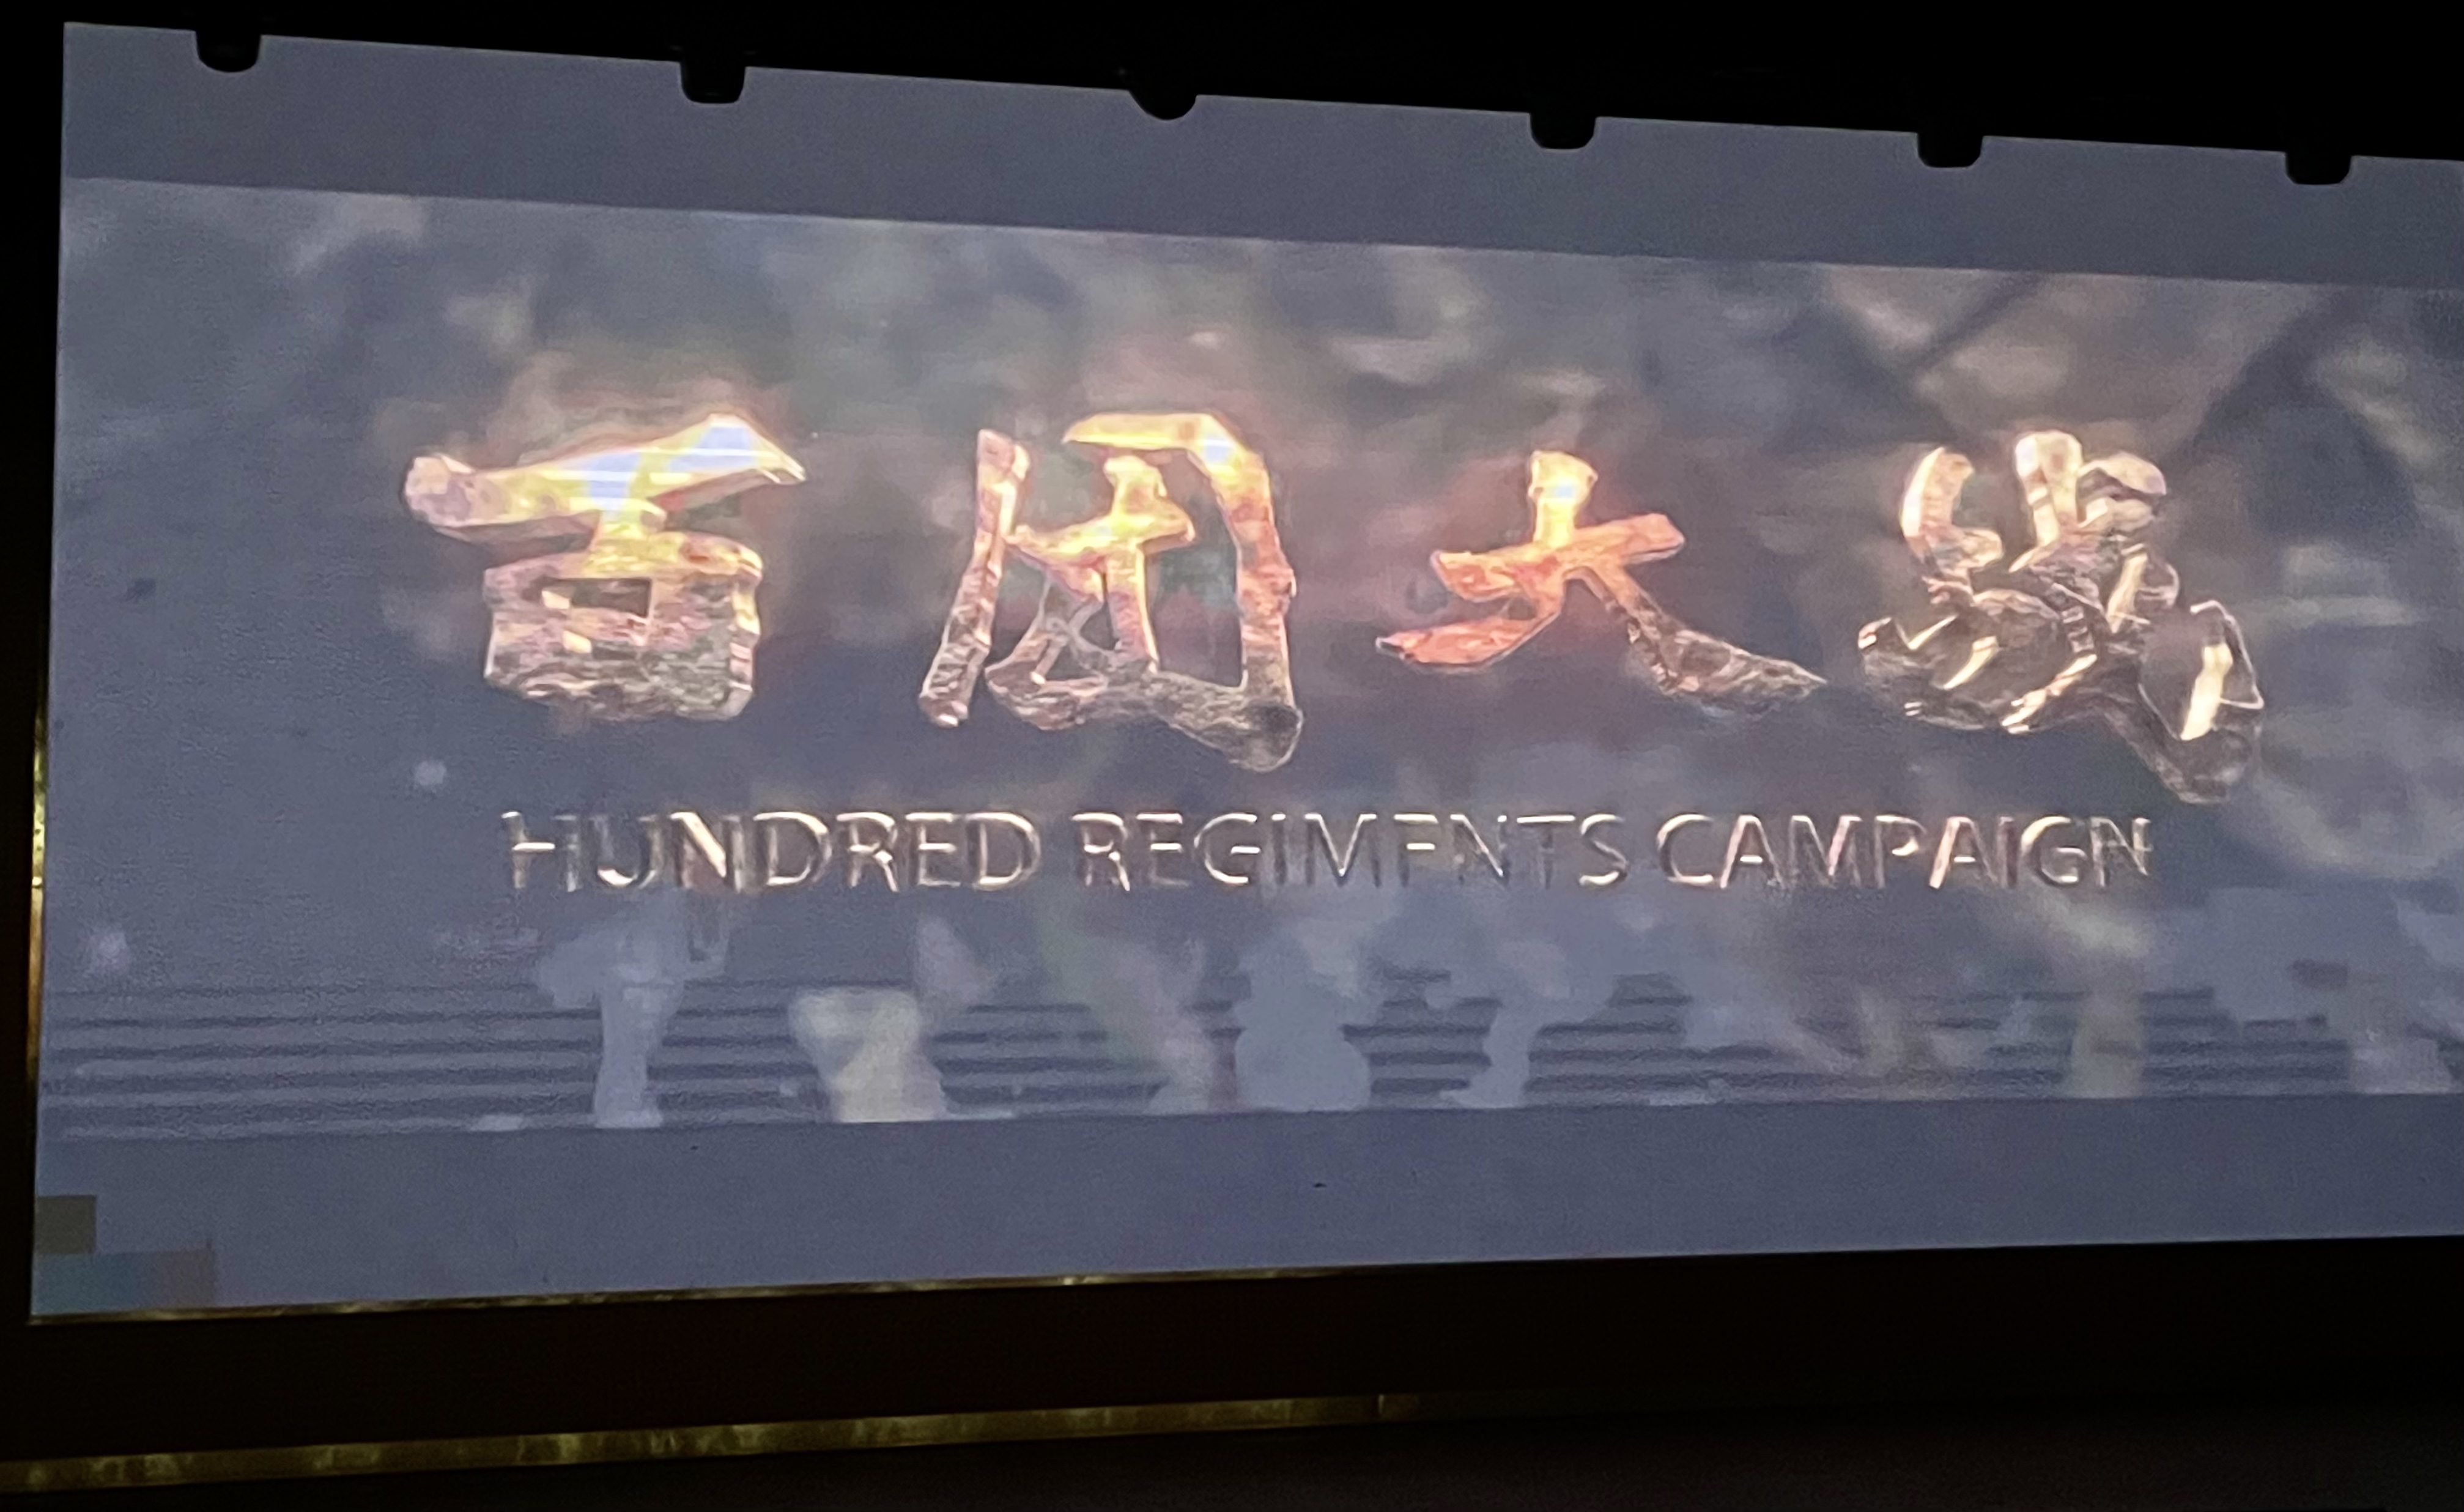 百团大战
HUNDRED REGIMENTS CAMPAIGN